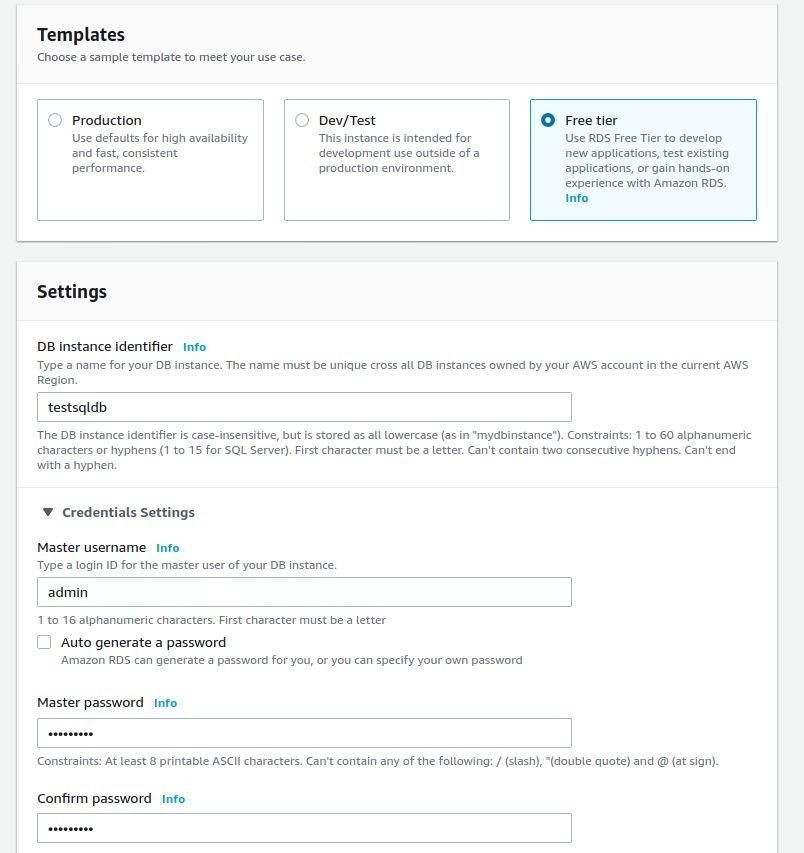 Templates
Choose a sample template to meet your use case.
Production
Use defaults for high availability
and fast, consistent
performance.
Dev/Test
This instance is intended for
development use outside of a
production environment.
Free tier
Use RDS Free Tier to develop
new applications, test existing
applications, or gain hands-on
experience with Amazon RDS.
Info
Settings
DB instance identifier Info
Type a name for your DB instance. The name must be unique cross all DB instances owned by your AWS account in the current AWS
Region.
testsqldb
The DB instance identifier is case-insensitive, but is stored as all lowercase (as in "mydbinstance"). Constraints: 1 to 60 alphanumeric
characters or hyphens (1 to 15 for SQL Server). First character must be a letter. Can't contain two consecutive hyphens. Can't end
with a hyphen.
Credentials Settings
Master username Info
Type a login ID for the master user of your DB instance.
admin
1 to 16 alphanumeric characters. First character must be a letter
Auto generate a password
Amazon RDS can generate a password for you, or you can specify your own password
Master password Info
•••••••••
Constraints: At least 8 printable ASCII characters. Can't contain any of the following: / (slash), "(double quote) and @ (at sign).
Confirm password Info
•••••••••